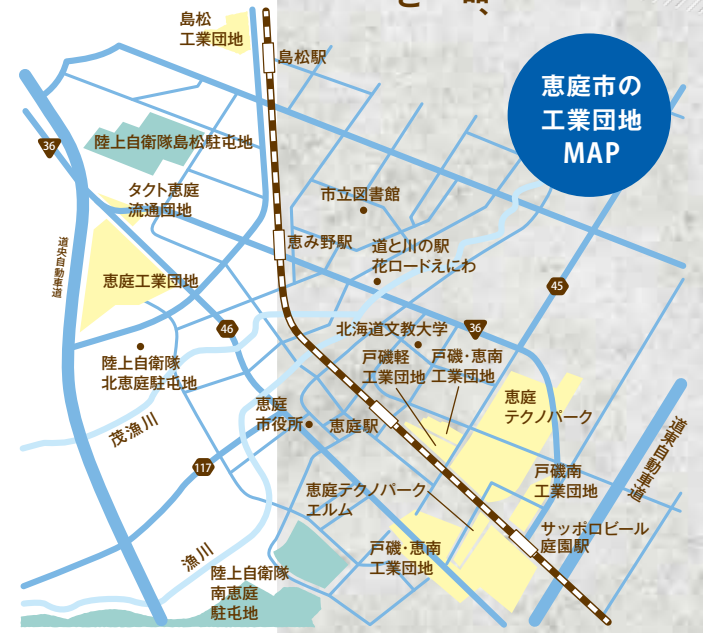 恵庭市の
工業団地
MAP
島松
工業団地
島松駅
36
陸上自衛隊島松駐屯地
タクト恵庭
流通団地
市立図書館
道央自動車道
恵み野駅
道と川の駅
花ロードえにわ
恵庭工業団地
45
46
北海道文教大学
36
陸上自衛隊
北恵庭駐屯地
戸磯軽
工業団地
戸磯・恵南
工業団地
恵庭
テクノパーク
恵庭
市役所
恵庭駅
茂漁川
道東自動車道
117
戸磯南
工業団地
恵庭テクノパーク
エルム
サッポロビール
庭園駅
漁川
戸磯・恵南
工業団地
陸上自衛隊
南恵庭
駐屯地